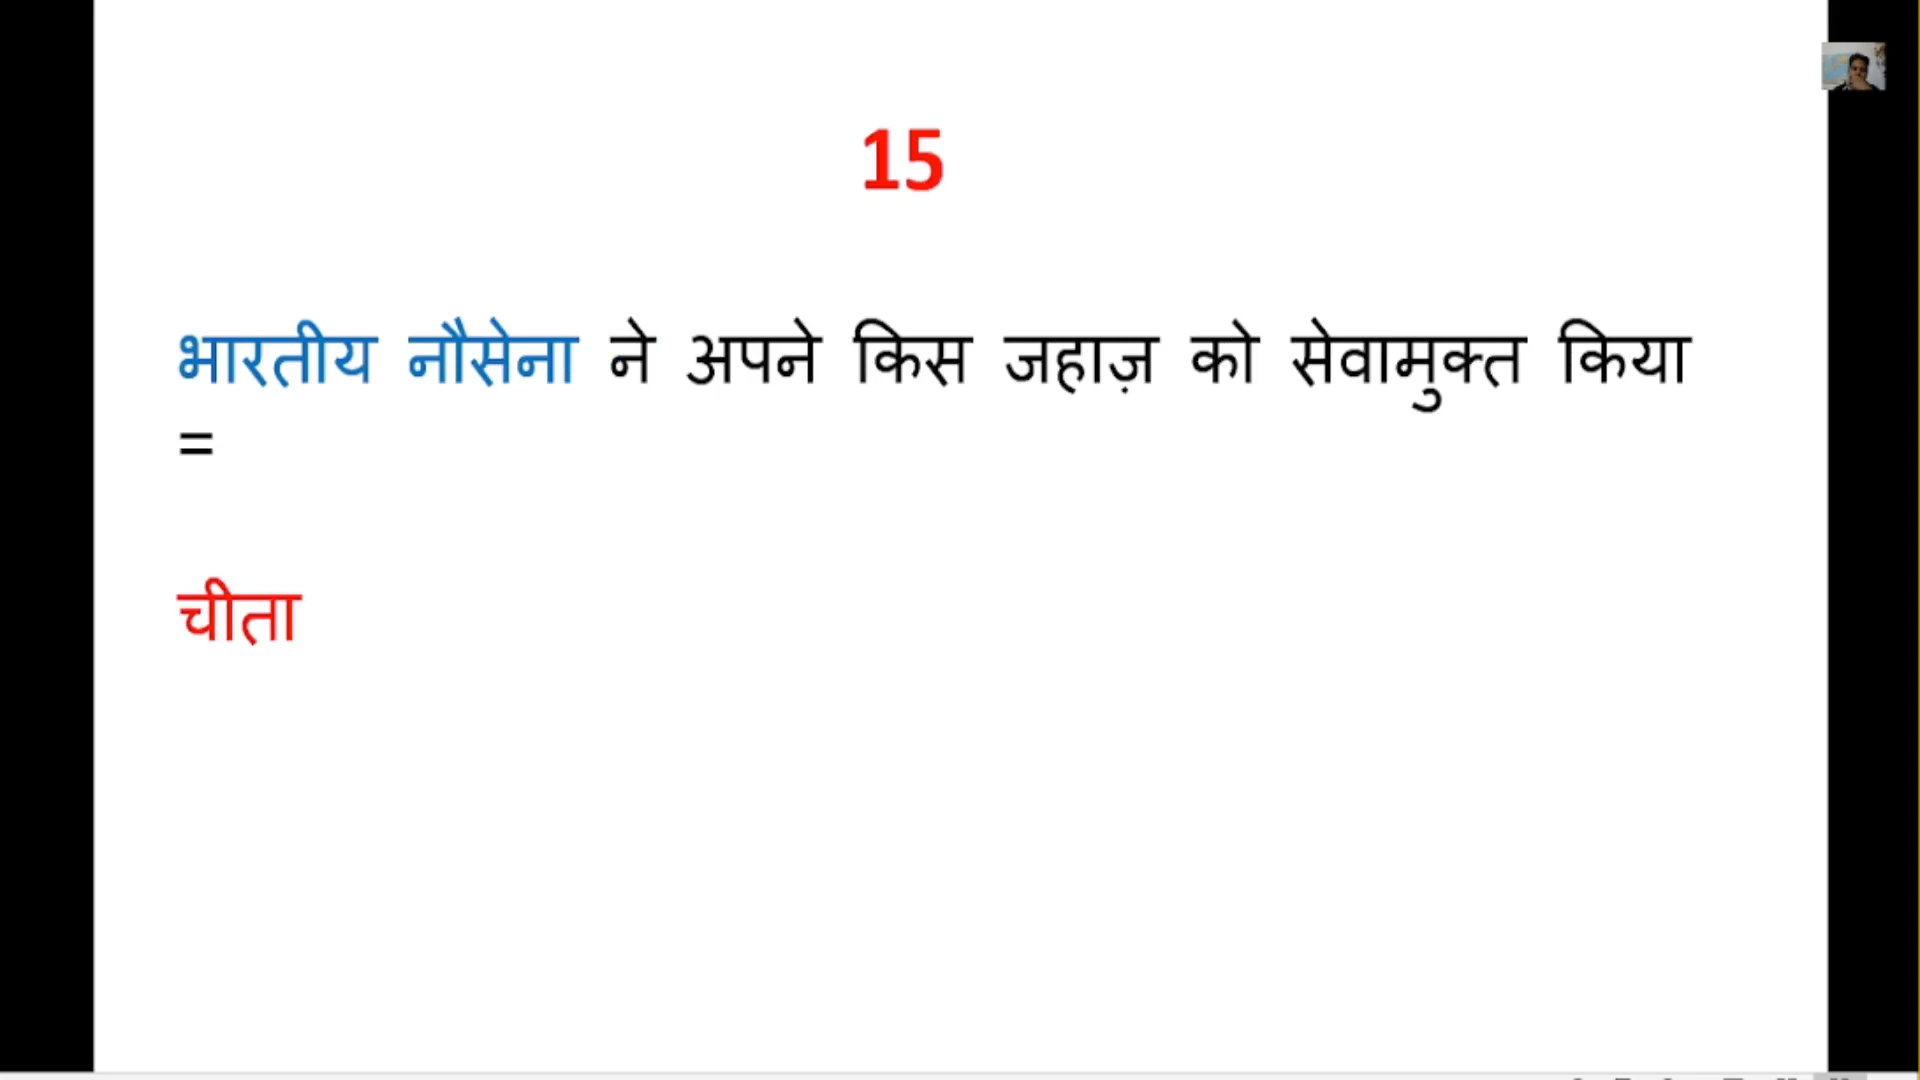 15
भारतीय नौसेना ने अपने किस जहाज़ को सेवामुक्त किया
=
चीता